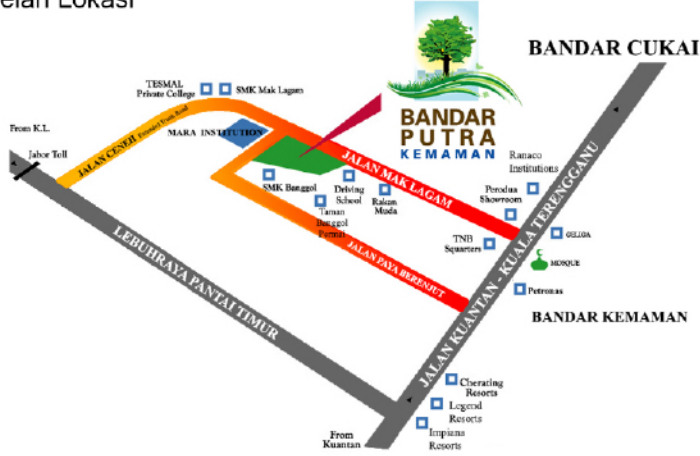 elan Lokasi
BANDAR CUKAI
TESMAL
Private College
SMK Mak Lagam
BANDAR
PUTRA
KEMAMAN
From K.L.
JALAN CENEH
MARA INSTITUTION
Jabor Toll
JALAN MAK LAGAM
Ranaco
Institutions
SMK Banggol
Driving
School
Rakan
Muda
Perodua
Showroom
Taman
Banggol
Permai
JALAN PAYA BERENJUT
TNB
Squarters
GELIGA
MOSQUE
LEBUHRAYA PANTAI TIMUR
JALAN KUANTAN - KUALA TERENGGANU
Petronas
BANDAR KEMAMAN
Cherating
Resorts
Legend
Resorts
From
Kuantan
Impiana
Resorts